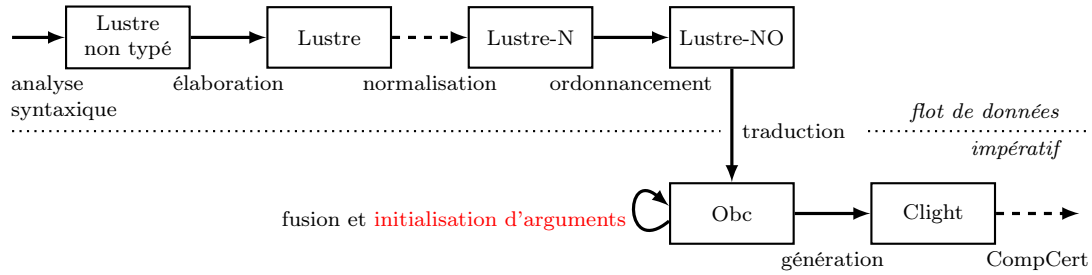 Lustre
non typé
Lustre
Lustre-N
Lustre-NO
analyse
syntaxique
élaboration
normalisation
ordonnancement
flot de données
traduction
impératif
fusion et initialisation d'arguments
Obc
Clight
génération
CompCert